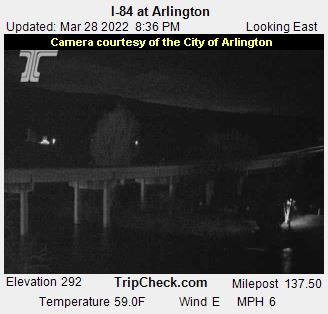 I-84 at Arlington
Updated: Mar 28 2022 8:36 PM Looking East
Camera courtesy of the City of Arlington
Elevation 292 TripCheck.com Milepost 137.50
Temperature 59.0F Wind E MPH 6